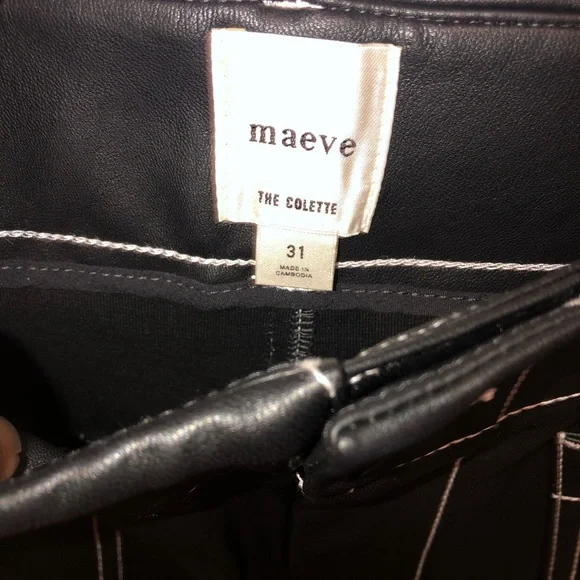 maeve
THE COLETTE
31
MADE IN
CAMBODIA